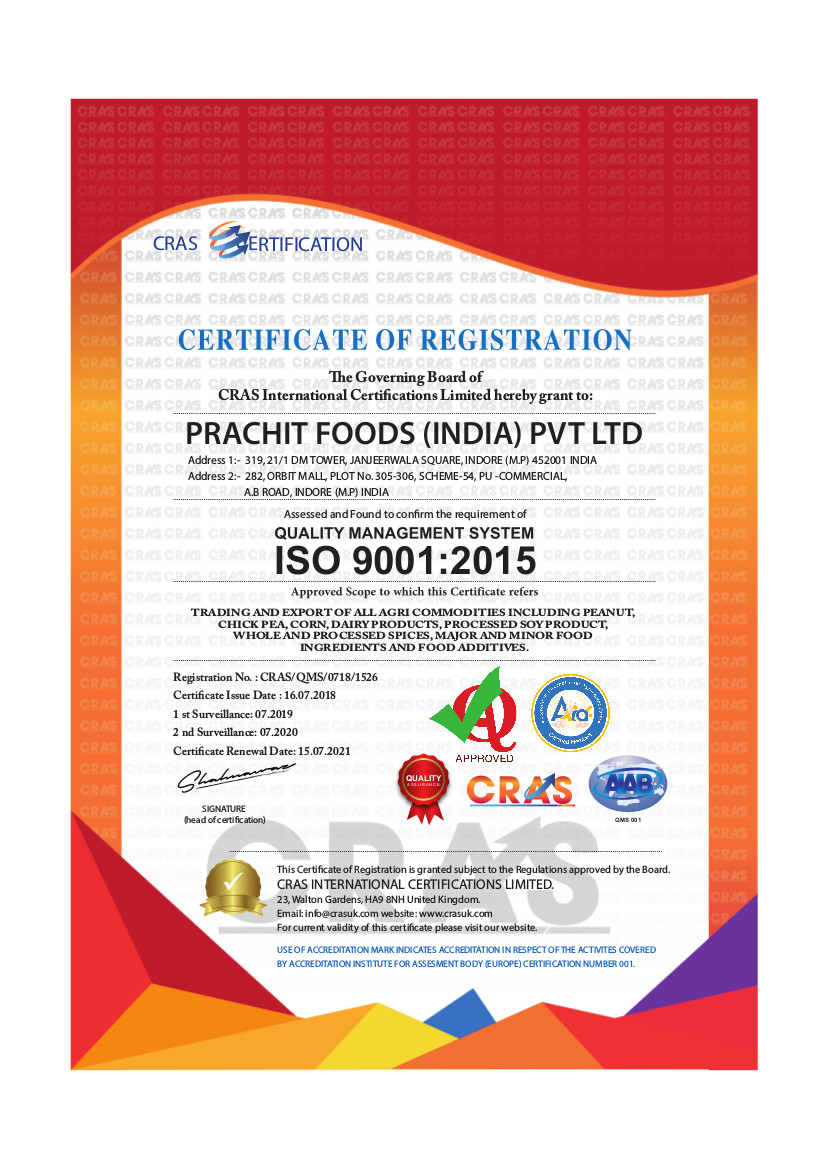 CRAS CERTIFICATION
CERTIFICATE OF REGISTRATION
The Governing Board of
CRAS International Certifications Limited hereby grant to:
PRACHIT FOODS (INDIA) PVT LTD
Address 1:- 319, 21/1 DM TOWER, JANJEERWALA SQUARE, INDORE (M.P) 452001 INDIA
Address 2:- 282, ORBIT MALL, PLOT No. 305-306, SCHEME-54, PU -COMMERCIAL,
A.B ROAD, INDORE (M.P) INDIA
Assessed and Found to confirm the requirement of
QUALITY MANAGEMENT SYSTEM
ISO 9001:2015
Approved Scope to which this Certificate refers
TRADING AND EXPORT OF ALL AGRI COMMODITIES INCLUDING PEANUT,
CHICK PEA, CORN, DAIRY PRODUCTS, PROCESSED SOY PRODUCT,
WHOLE AND PROCESSED SPICES, MAJOR AND MINOR FOOD
INGREDIENTS AND FOOD ADDITIVES.
Registration No. : CRAS/QMS/0718/1526
Certificate Issue Date : 16.07.2018
1 st Surveillance: 07.2019
2 nd Surveillance: 07.2020
Certificate Renewal Date: 15.07.2021
SIGNATURE
(head of certification)
APPROVED
QUALITY
ASSURANCE
CRAS
AIAB
QMS 001
CRAS
This Certificate of Registration is granted subject to the Regulations approved by the Board.
CRAS INTERNATIONAL CERTIFICATIONS LIMITED.
23, Walton Gardens, HA9 8NH United Kingdom.
Email: info@crasuk.com website: www.crasuk.com
For current validity of this certificate please visit our website.
USE OF ACCREDITATION MARK INDICATES ACCREDITATION IN RESPECT OF THE ACTIVITES COVERED
BY ACCREDITATION INSTITUTE FOR ASSESMENT BODY (EUROPE) CERTIFICATION NUMBER 001.